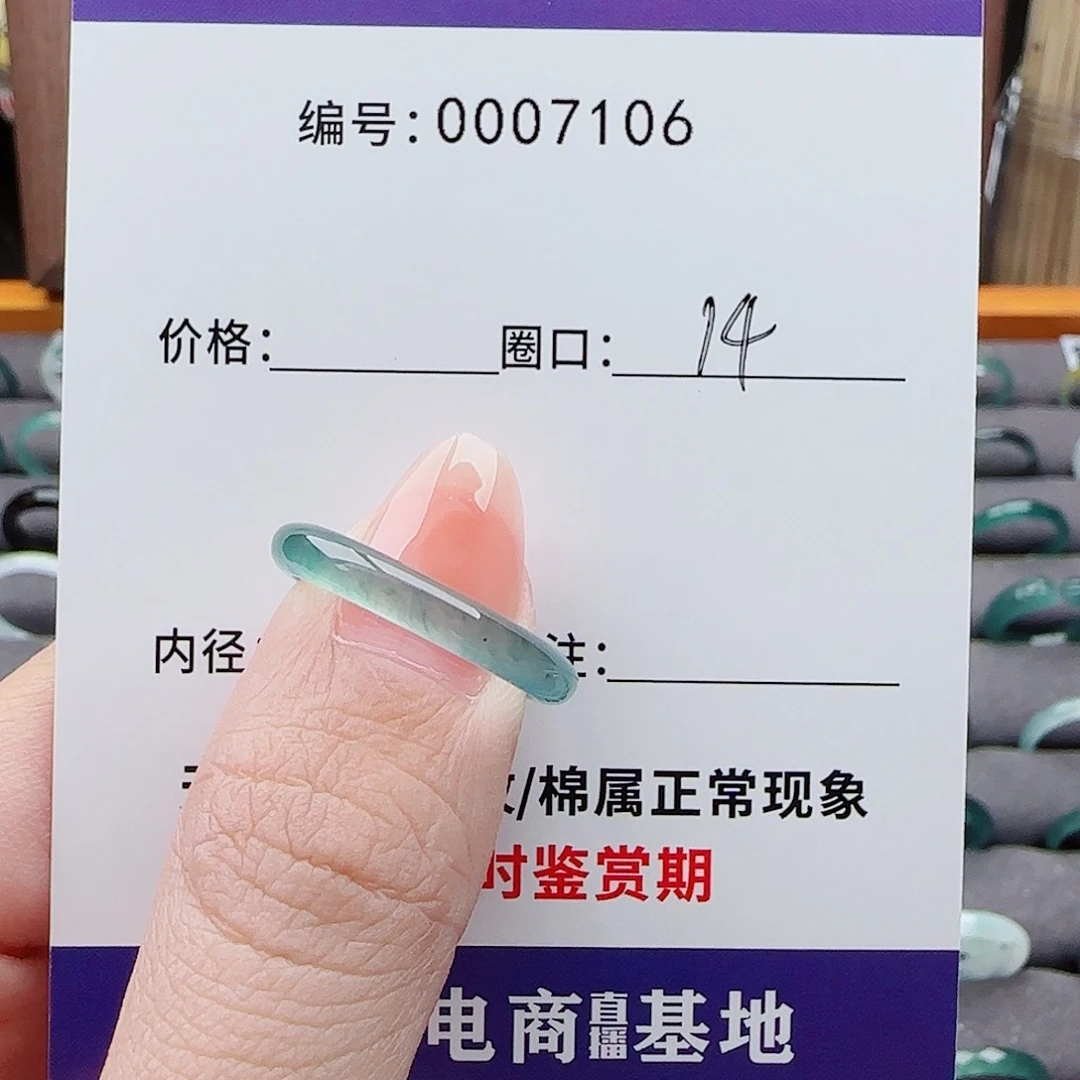 编号:0007106
价格: 圈口: 14
内径 注:
/棉属正常现象
时鉴赏期
电商直播基地